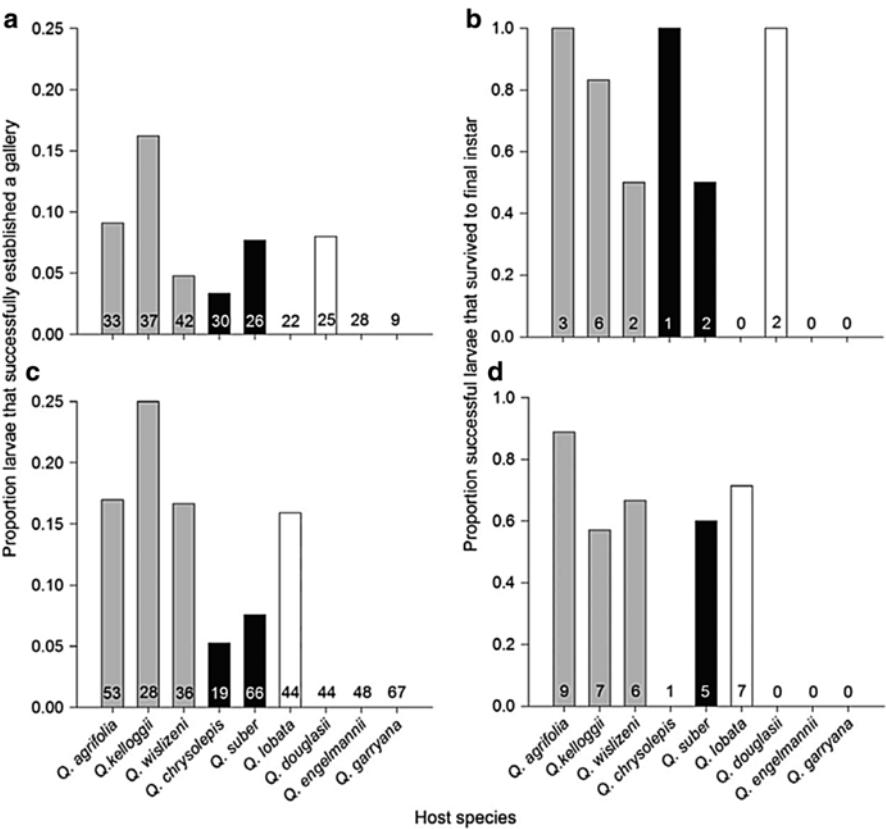 a
0.25
0.20
0.15
0.10
0.05
0.00
33 37 42 30 26 22 25 28 9
b
1.0
0.8
0.6
0.4
0.2
0.0
3 6 2 1 2 0 2 0 0
c
0.25
0.20
0.15
0.10
0.05
0.00
53 28 36 19 66 44 44 48 67
d
1.0
0.8
0.6
0.4
0.2
0.0
9 7 6 1 5 7 0 0 0
Proportion larvae that successfully established a gallery
Proportion successful larvae that survived to final instar
Q. agrifolia
Q.kelloggii
Q. wislizeni
Q. chrysolepis
Q. suber
Q. lobata
Q. douglasii
Q. engelmannii
Q. garryana
Q. agrifolia
Q.kelloggii
Q. wislizeni
Q. chrysolepis
Q. suber
Q. lobata
Q. douglasii
Q. engelmannii
Q. garryana
Host species